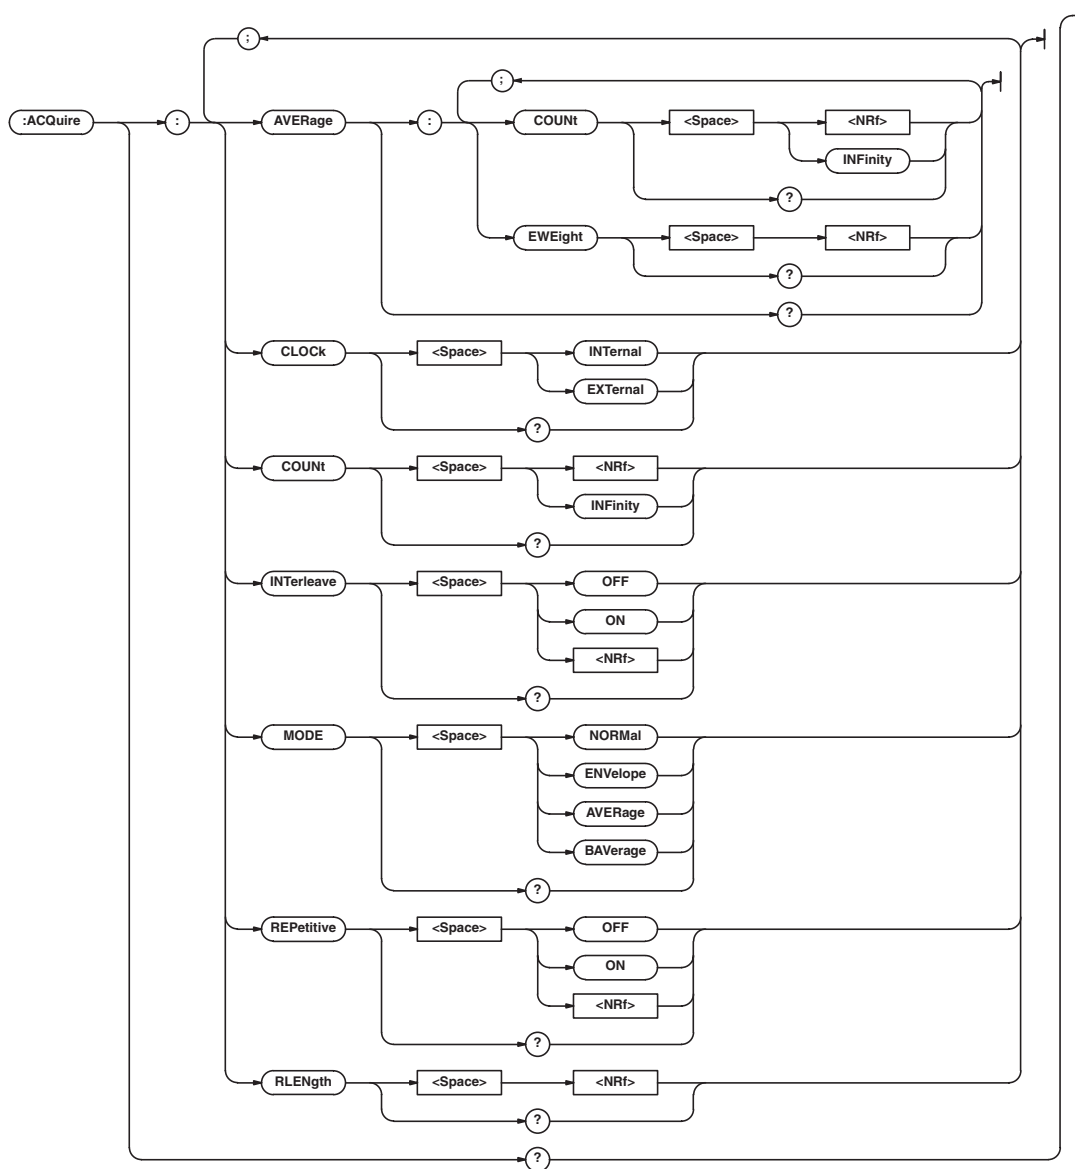 ;
;
:ACQuire : AVERage : COUNt <Space> <NRf>
INFinity
?
EWEight <Space> <NRf>
?
?
CLOCk <Space> INTernal
EXTernal
?
COUNt <Space> <NRf>
INFinity
?
INTerleave <Space> OFF
ON
<NRf>
?
MODE <Space> NORMal
ENVelope
AVERage
BAVerage
?
REPetitive <Space> OFF
ON
<NRf>
?
RLENgth <Space> <NRf>
?
?